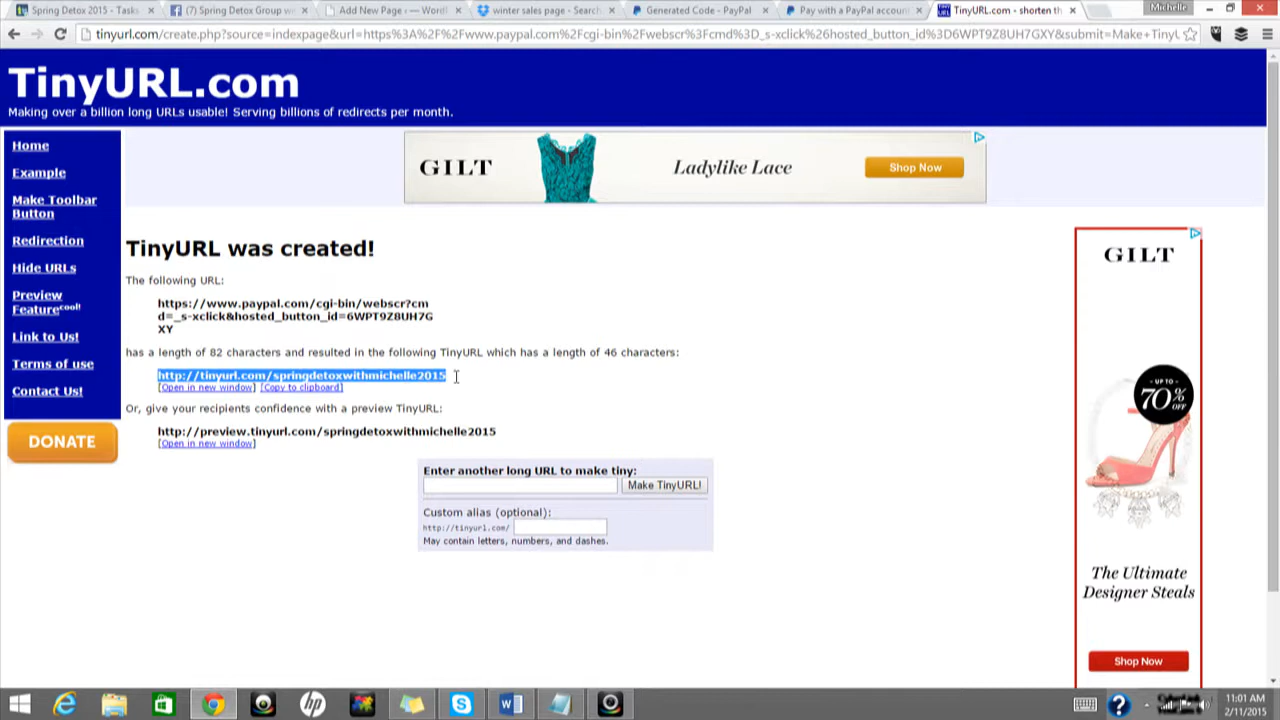 Spring Detox 2015 - Tasks
(7) Spring Detox Group w
Add New Page ‹ — Wor
winter sales page - Search
Generated Code - PayPal
Pay with a PayPal accoun
TinyURL.com - shorten th
Michelle
tinyurl.com/create.php?source=indexpage&url=https%3A%2F%2Fwww.paypal.com%2Fcgi-bin%2Fwebscr%3Fcmd%3D_s-xclick%26hosted_button_id%3D6WPT9Z8UH7GXY&submit=Make+TinyU
TinyURL.com
Making over a billion long URLs usable! Serving billions of redirects per month.
Home
Example
Make Toolbar
Button
Redirection
Hide URLs
Preview
Feature cool!
Link to Us!
Terms of use
Contact Us!
DONATE
GILT
Ladylike Lace
Shop Now
TinyURL was created!
The following URL:
https://www.paypal.com/cgi-bin/webscr?cm
d=_s-xclick&hosted_button_id=6WPT9Z8UH7G
XY
has a length of 82 characters and resulted in the following TinyURL which has a length of 46 characters:
http://tinyurl.com/springdetoxwithmichelle2015
[Open in new window] [Copy to clipboard]
Or, give your recipients confidence with a preview TinyURL:
http://preview.tinyurl.com/springdetoxwithmichelle2015
[Open in new window]
Enter another long URL to make tiny:
Make TinyURL!
Custom alias (optional):
http://tinyurl.com/
May contain letters, numbers, and dashes.
GILT
UP TO
70% OFF
The Ultimate
Designer Steals
Shop Now
hp
11:01 AM
2/11/2015